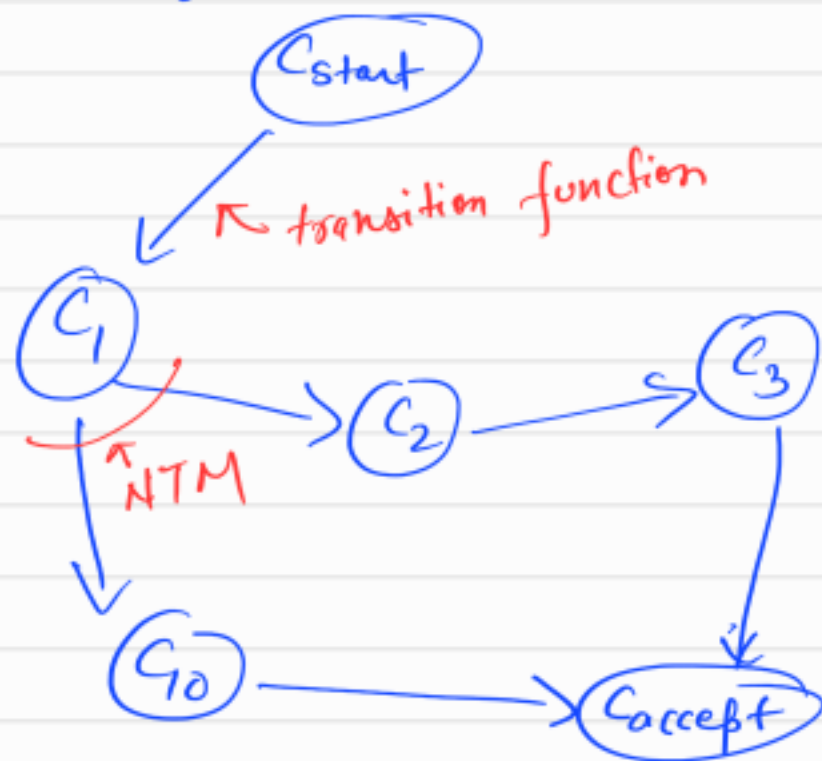 Cstart
transition function
C1
C3
C2
NTM
C10
Caccept